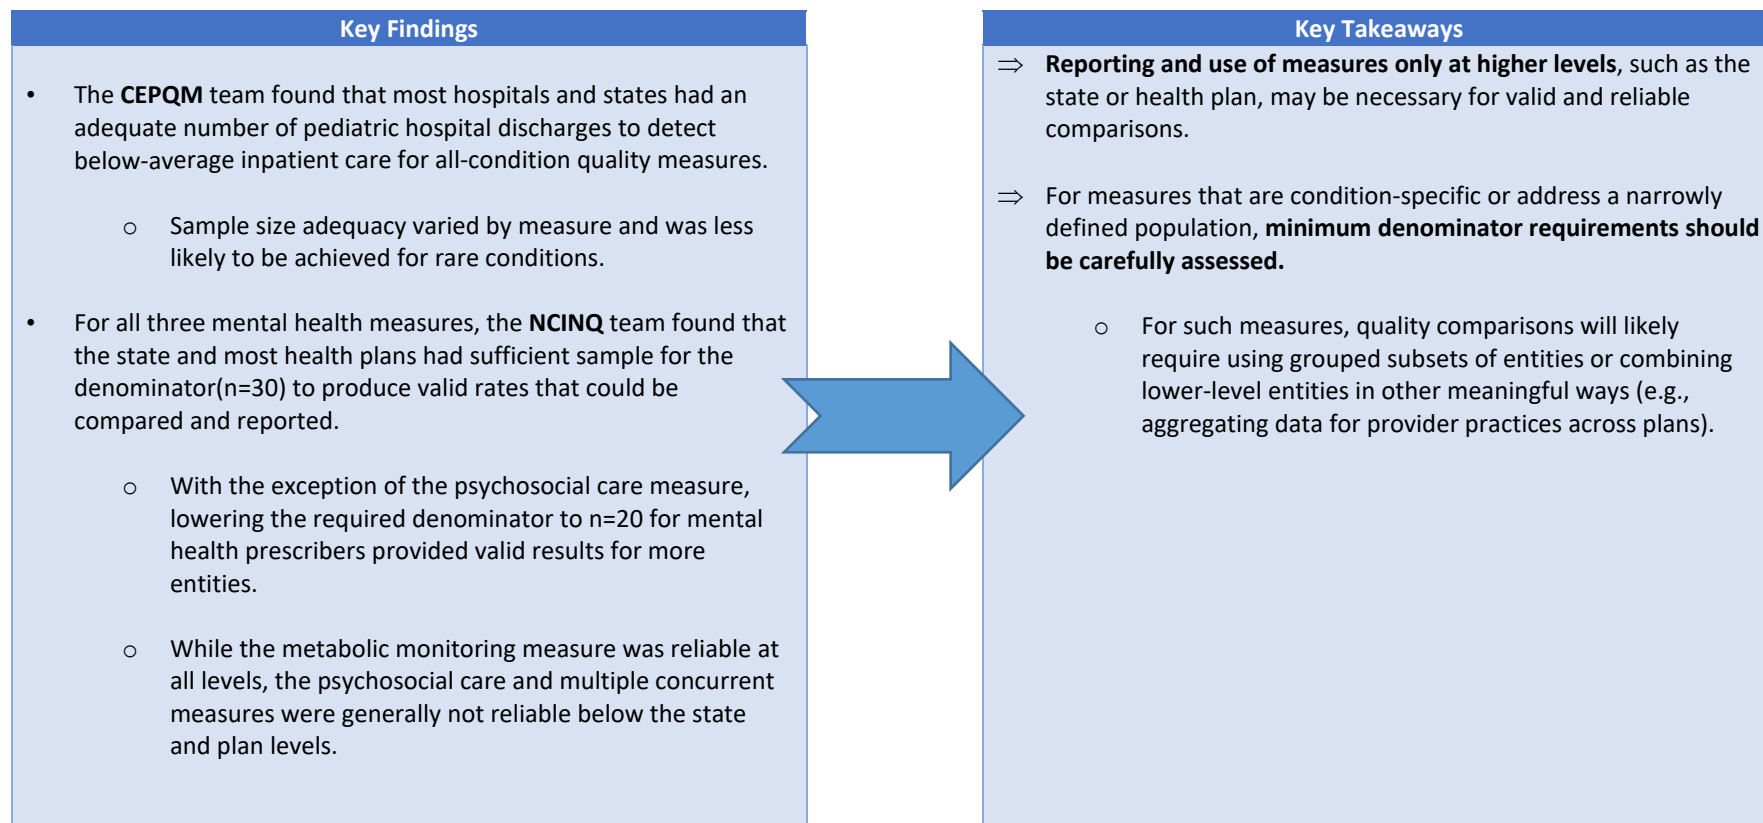 Key Findings
• The CEPQM team found that most hospitals and states had an
adequate number of pediatric hospital discharges to detect
below-average inpatient care for all-condition quality measures.
o Sample size adequacy varied by measure and was less
likely to be achieved for rare conditions.
• For all three mental health measures, the NCINQ team found that
the state and most health plans had sufficient sample for the
denominator(n=30) to produce valid rates that could be
compared and reported.
o With the exception of the psychosocial care measure,
lowering the required denominator to n=20 for mental
health prescribers provided valid results for more
entities.
o While the metabolic monitoring measure was reliable at
all levels, the psychosocial care and multiple concurrent
measures were generally not reliable below the state
and plan levels.
Key Takeaways
⇒ Reporting and use of measures only at higher levels, such as the
state or health plan, may be necessary for valid and reliable
comparisons.
⇒ For measures that are condition-specific or address a narrowly
defined population, minimum denominator requirements should
be carefully assessed.
o For such measures, quality comparisons will likely
require using grouped subsets of entities or combining
lower-level entities in other meaningful ways (e.g.,
aggregating data for provider practices across plans).